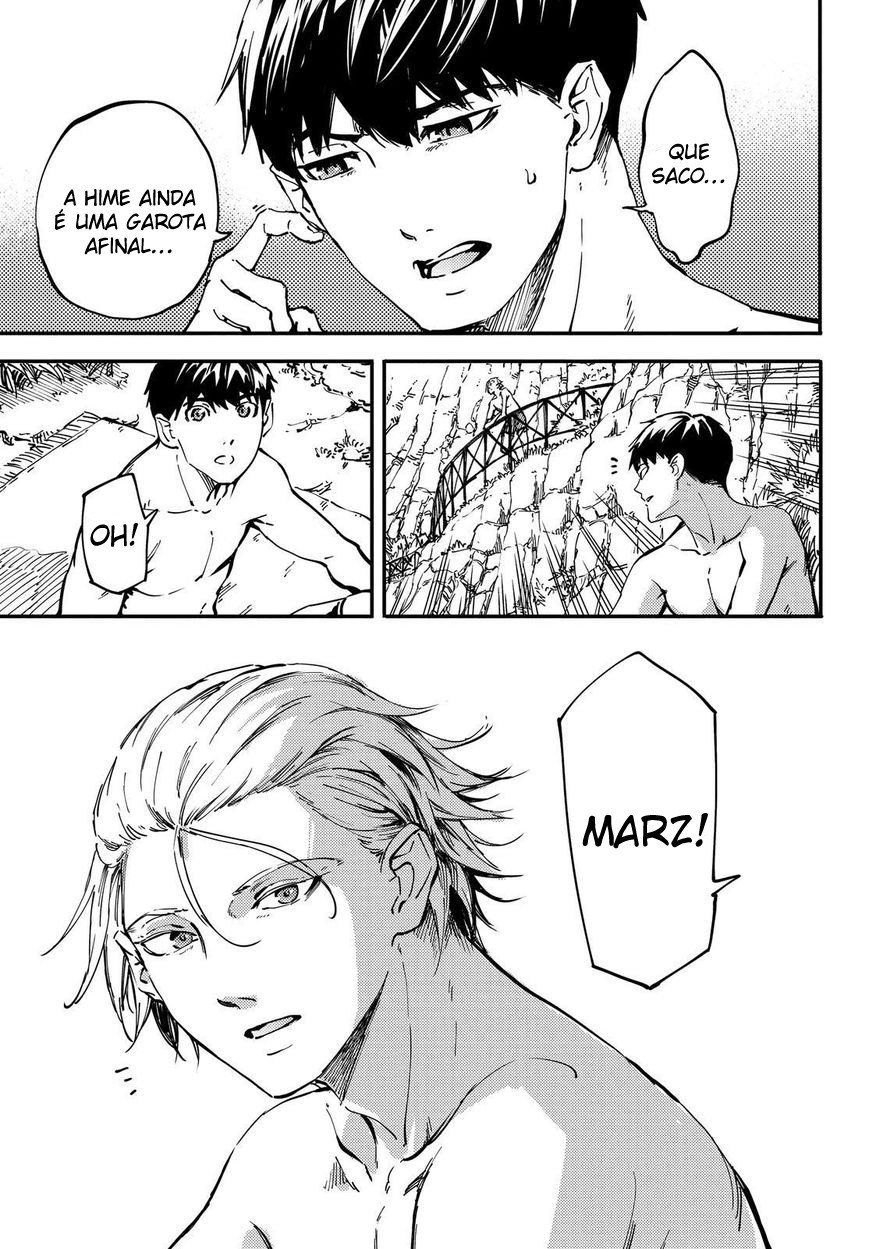 QUE
SACO...
A HIME AINDA
É UMA GAROTA
AFINAL...
OH!
MARZ!